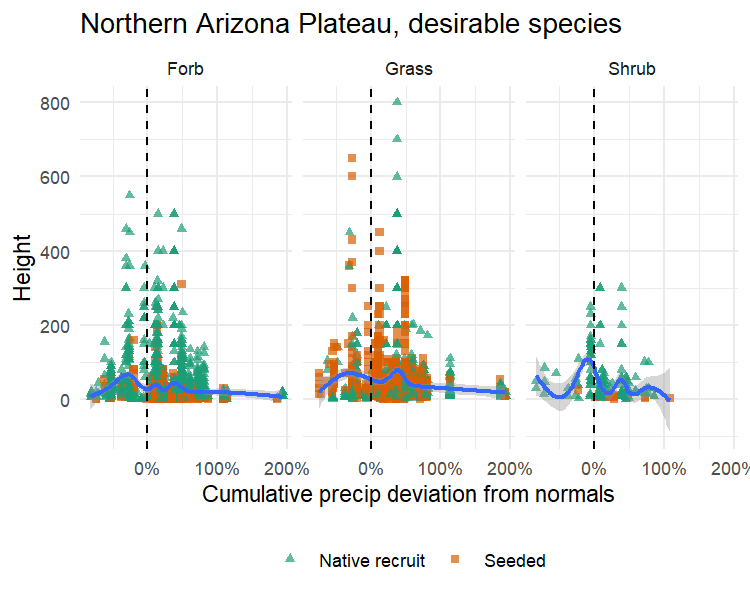 Northern Arizona Plateau, desirable species
Forb Grass Shrub
800
600
400
200
0
Height
0% 100% 200% 0% 100% 200% 0% 100% 200%
Cumulative precip deviation from normals
Native recruit Seeded